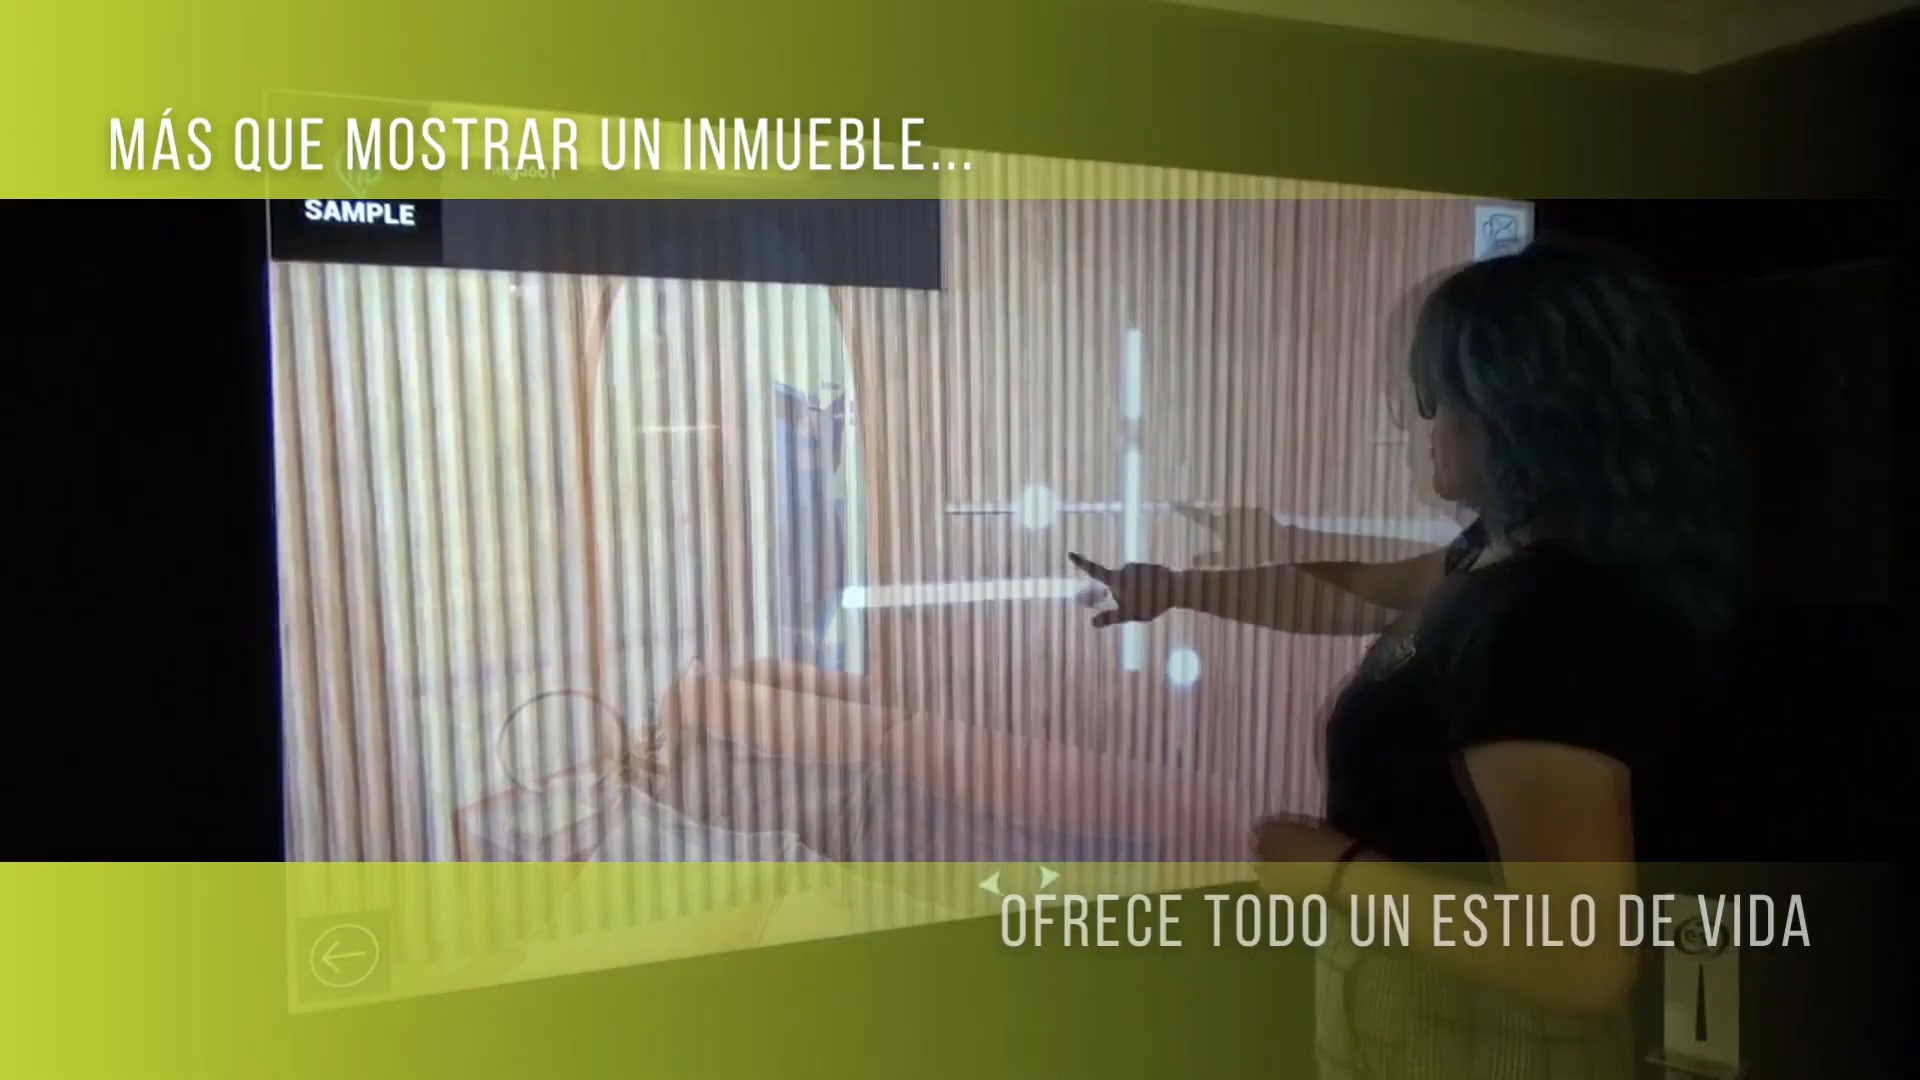 MÁS QUE MOSTRAR UN INMUEBLE...
SAMPLE
OFRECE TODO UN ESTILO DE VIDA